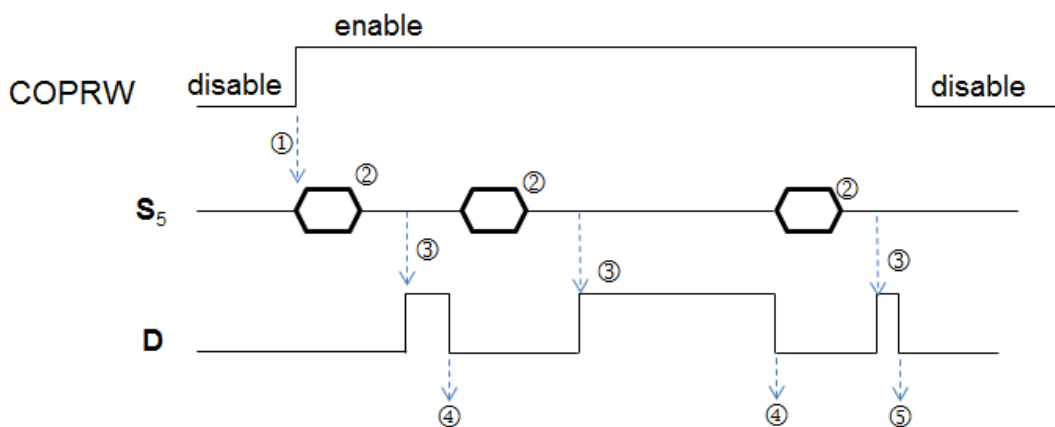 enable
disable
COPRW
disable
①
②
②
②
S₅
③
③
③
D
④
④
⑤